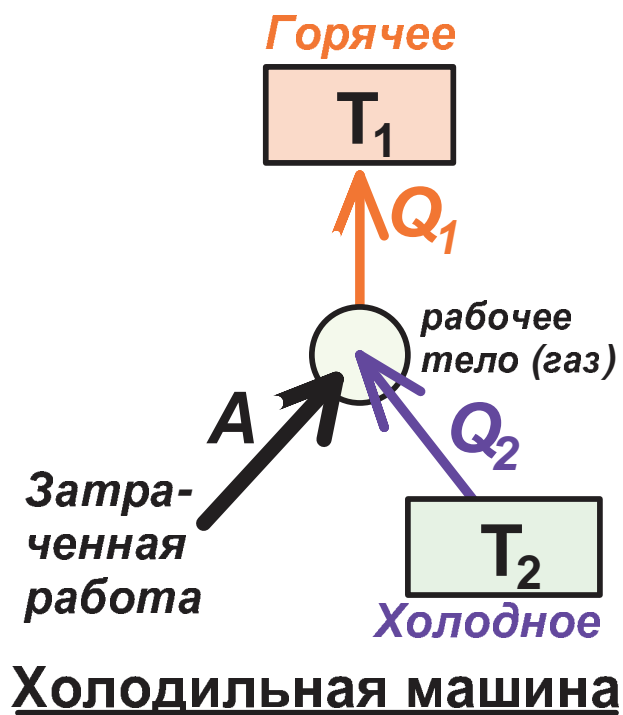 Горячее
T1
Q1
рабочее
тело (газ)
A
Q2
Затра-
ченная
работа
T2
Холодное
Холодильная машина